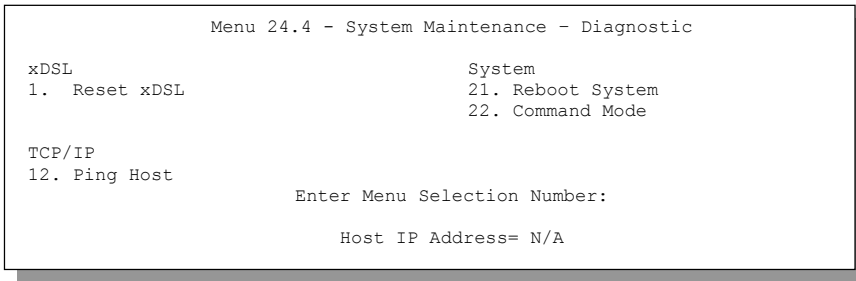 Menu 24.4 - System Maintenance – Diagnostic
xDSL System
1. Reset xDSL 21. Reboot System
22. Command Mode
TCP/IP
12. Ping Host
Enter Menu Selection Number:
Host IP Address= N/A